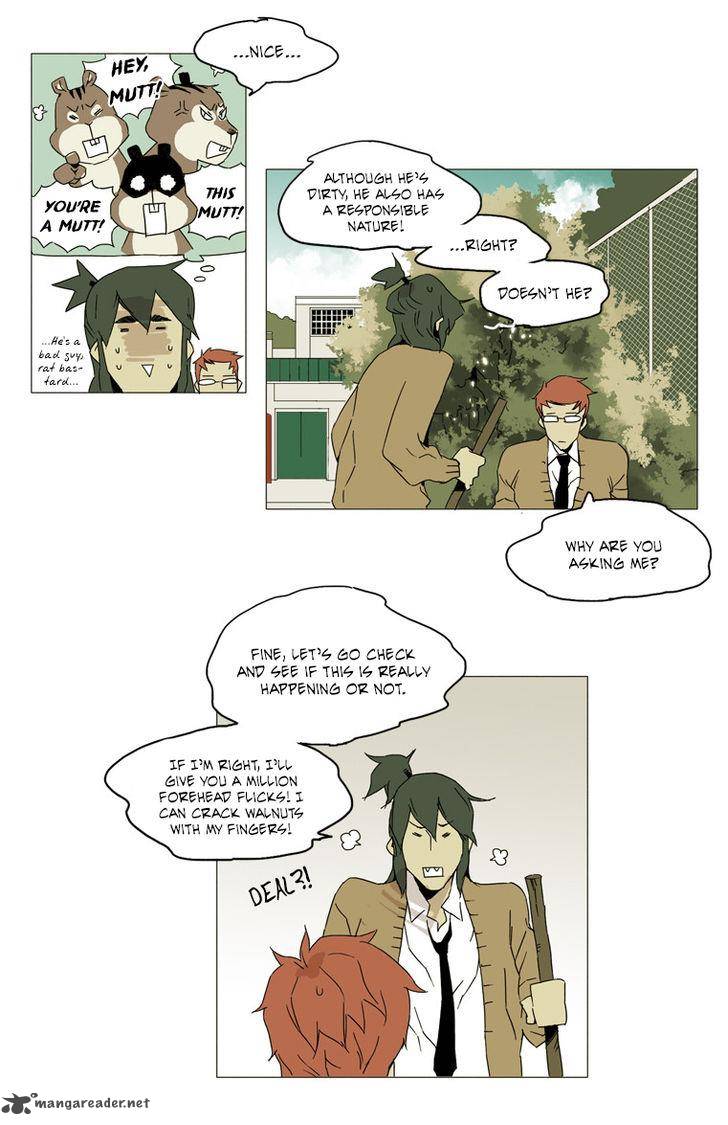 ...NICE...
HEY,
MUTT!
YOU'RE
A MUTT!
THIS
MUTT!
...He's a
bad guy,
rat bas-
tard...
ALTHOUGH HE'S
DIRTY, HE ALSO HAS
A RESPONSIBLE
NATURE!
...RIGHT?
DOESN'T HE?
WHY ARE YOU
ASKING ME?
FINE, LET'S GO CHECK
AND SEE IF THIS IS REALLY
HAPPENING OR NOT.
IF I'M RIGHT, I'LL
GIVE YOU A MILLION
FOREHEAD FLICKS! I
CAN CRACK WALNUTS
WITH MY FINGERS!
DEAL?!
mangareader.net